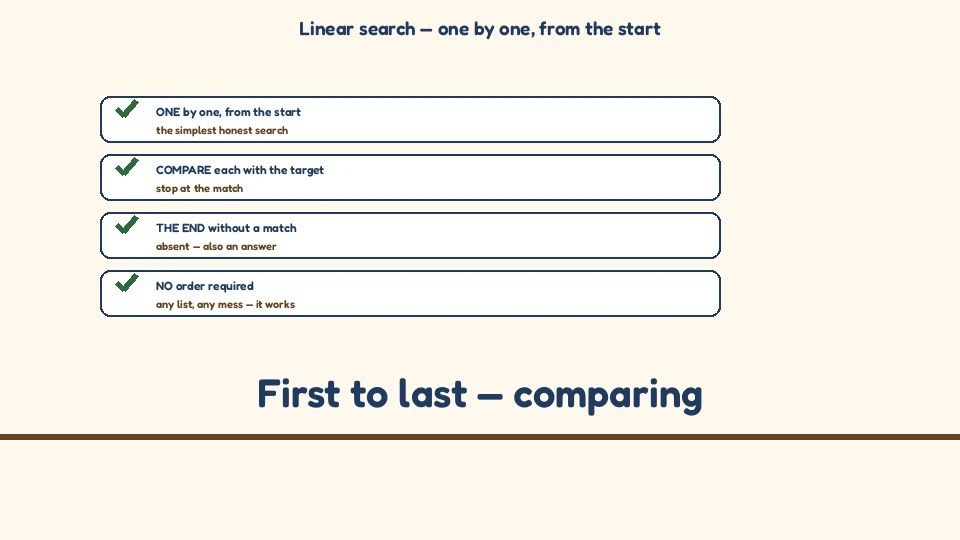 Linear search — one by one, from the start
ONE by one, from the start
the simplest honest search
COMPARE each with the target
stop at the match
THE END without a match
absent — also an answer
NO order required
any list, any mess — it works
First to last — comparing